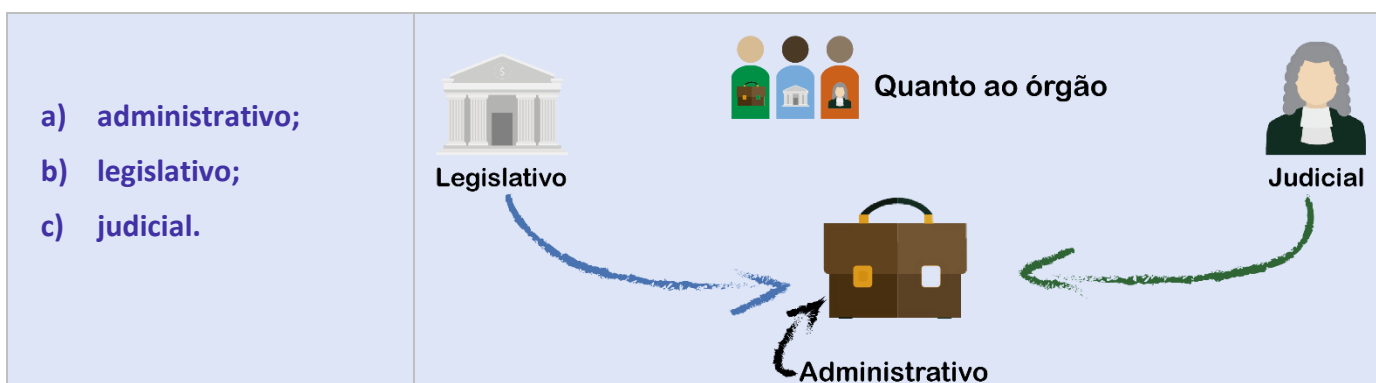 a) administrativo;
b) legislativo;
c) judicial.
Quanto ao órgão
Legislativo
Judicial
Administrativo